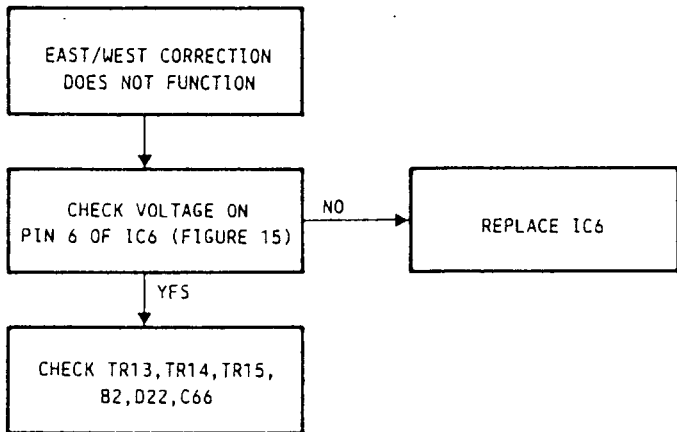 EAST/WEST CORRECTION
DOES NOT FUNCTION
CHECK VOLTAGE ON
PIN 6 OF IC6 (FIGURE 15)
NO
REPLACE IC6
YFS
CHECK TR13,TR14,TR15,
B2,D22,C66